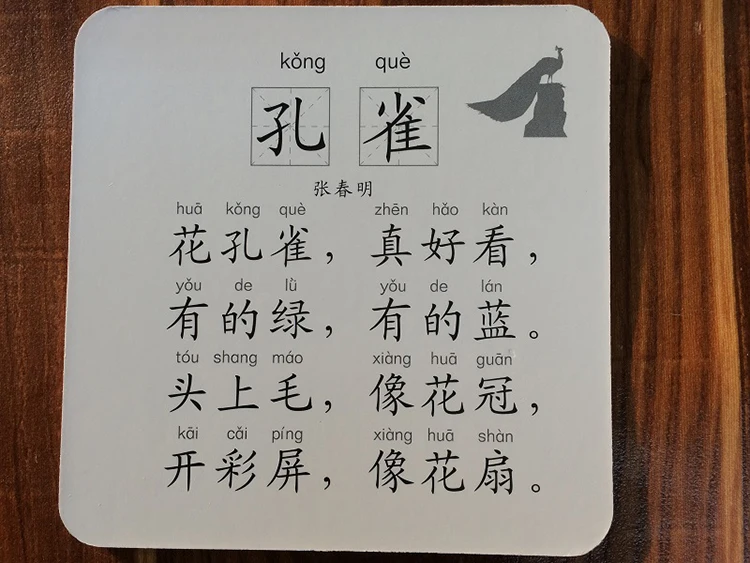 kǒng què
孔雀
张春明
huā kǒng què zhēn hǎo kàn
花孔雀，真好看，
yǒu de lǜ yǒu de lán
有的绿，有的蓝。
tóu shang máo xiàng huā guān
头上毛，像花冠，
kāi cǎi píng xiàng huā shàn
开彩屏，像花扇。